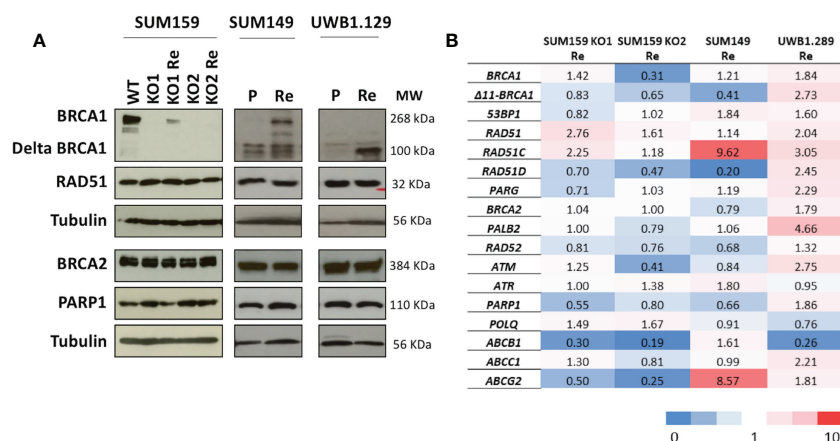 A
SUM159 SUM149 UWB1.129
WT KO1 KO1 Re KO2 KO2 Re P Re P Re MW
BRCA1 268 kDa
Delta BRCA1 100 kDa
RAD51 32 KDa
Tubulin 56 KDa
BRCA2 384 KDa
PARP1 110 KDa
Tubulin 56 KDa
B
SUM159 KO1 Re SUM159 KO2 Re SUM149 Re UWB1.289 Re
BRCA1 1.42 0.31 1.21 1.84
Δ11-BRCA1 0.83 0.65 0.41 2.73
53BP1 0.82 1.02 1.84 1.60
RAD51 2.76 1.61 1.14 2.04
RAD51C 2.25 1.18 9.62 3.05
RAD51D 0.70 0.47 0.20 2.45
PARG 0.71 1.03 1.19 2.29
BRCA2 1.04 1.00 0.79 1.79
PALB2 1.00 0.79 1.06 4.66
RAD52 0.81 0.76 0.68 1.32
ATM 1.25 0.41 0.84 2.75
ATR 1.00 1.38 1.80 0.95
PARP1 0.55 0.80 0.66 1.86
POLQ 1.49 1.67 0.91 0.76
ABCB1 0.30 0.19 1.61 0.26
ABCC1 1.30 0.81 0.99 2.21
ABCG2 0.50 0.25 8.57 1.81
0 1 10